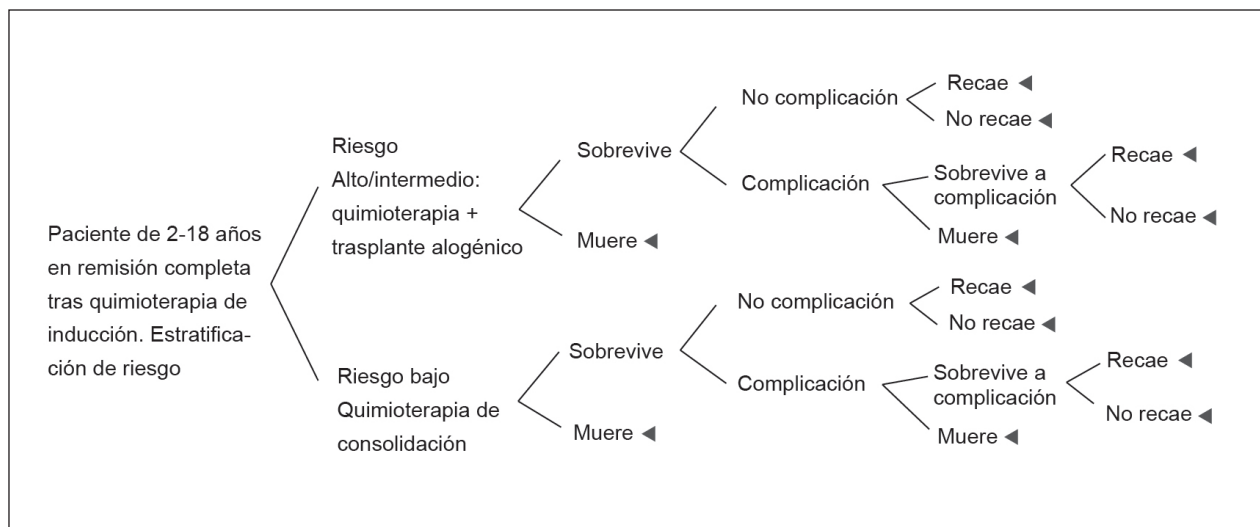 Paciente de 2-18 años
en remisión completa
tras quimioterapia de
inducción. Estratifica-
ción de riesgo
Riesgo
Alto/intermedio:
quimioterapia +
trasplante alogénico
Sobrevive
No complicación
Recae
No recae
Complicación
Sobrevive a
complicación
Recae
No recae
Muere
Muere
Riesgo bajo
Quimioterapia de
consolidación
Sobrevive
No complicación
Recae
No recae
Complicación
Sobrevive a
complicación
Recae
No recae
Muere
Muere